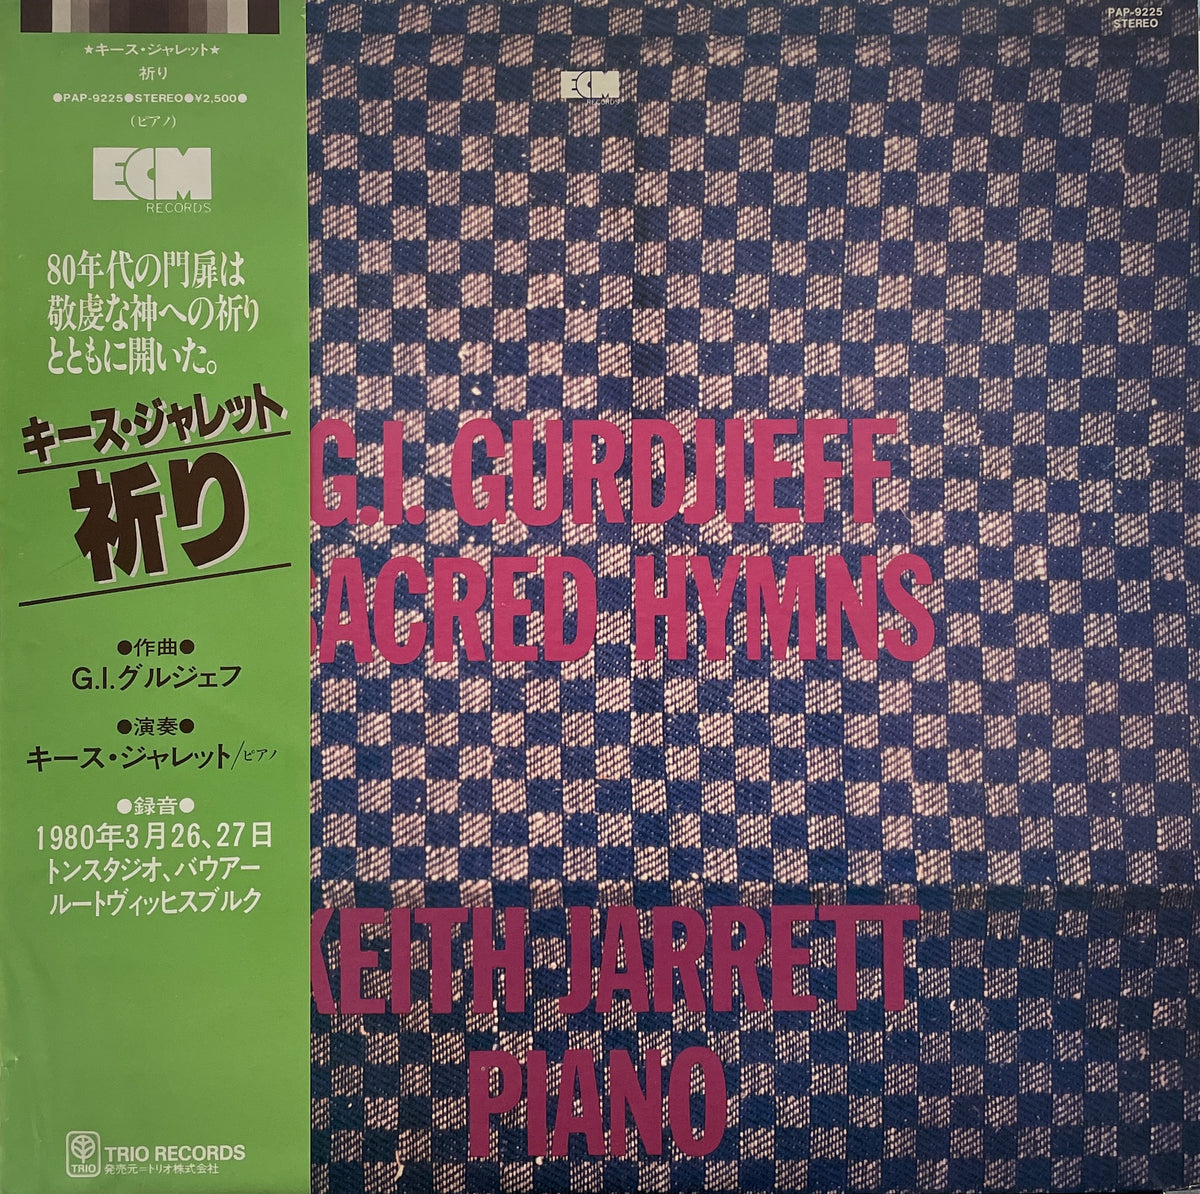 ★キース・ジャレット★
祈り
●PAP-9225●STEREO●¥2,500●
(ピアノ)
ECM
RECORDS
80年代の門扉は
敬虔な神への祈り
とともに開いた。
キース・ジャレット
祈り
●作曲●
G.I.グルジェフ
●演奏●
キース・ジャレット/ピアノ
●録音●
1980年3月26、27日
トンスタジオ、バウアー
ルートヴィッヒスブルク
TRIO
TRIO RECORDS
発売元=トリオ株式会社
PAP-9225
STEREO
ECM
RECORDS
G.I. GURDJIEFF
SACRED HYMNS
KEITH JARRETT
PIANO